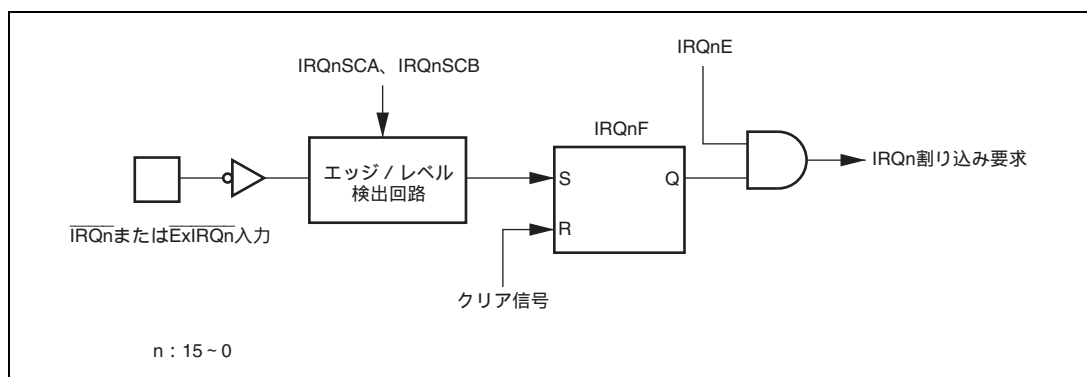 IRQnE
IRQnSCA、IRQnSCB
IRQnF
エッジ / レベル
検出回路
S
Q
R
IRQn割り込み要求
IRQnまたはExIRQn入力
クリア信号
n : 15~0